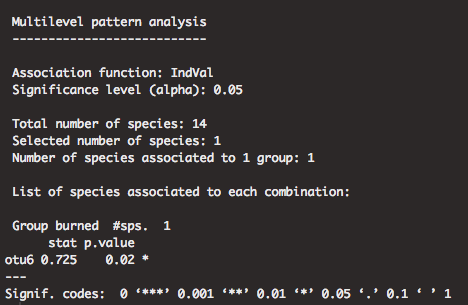 Multilevel pattern analysis
---------------------------
Association function: IndVal
Significance level (alpha): 0.05
Total number of species: 14
Selected number of species: 1
Number of species associated to 1 group: 1
List of species associated to each combination:
Group burned  #sps.  1
stat p.value
otu6 0.725    0.02 *
---
Signif. codes:  0 ‘***’ 0.001 ‘**’ 0.01 ‘*’ 0.05 ‘.’ 0.1 ‘ ’ 1